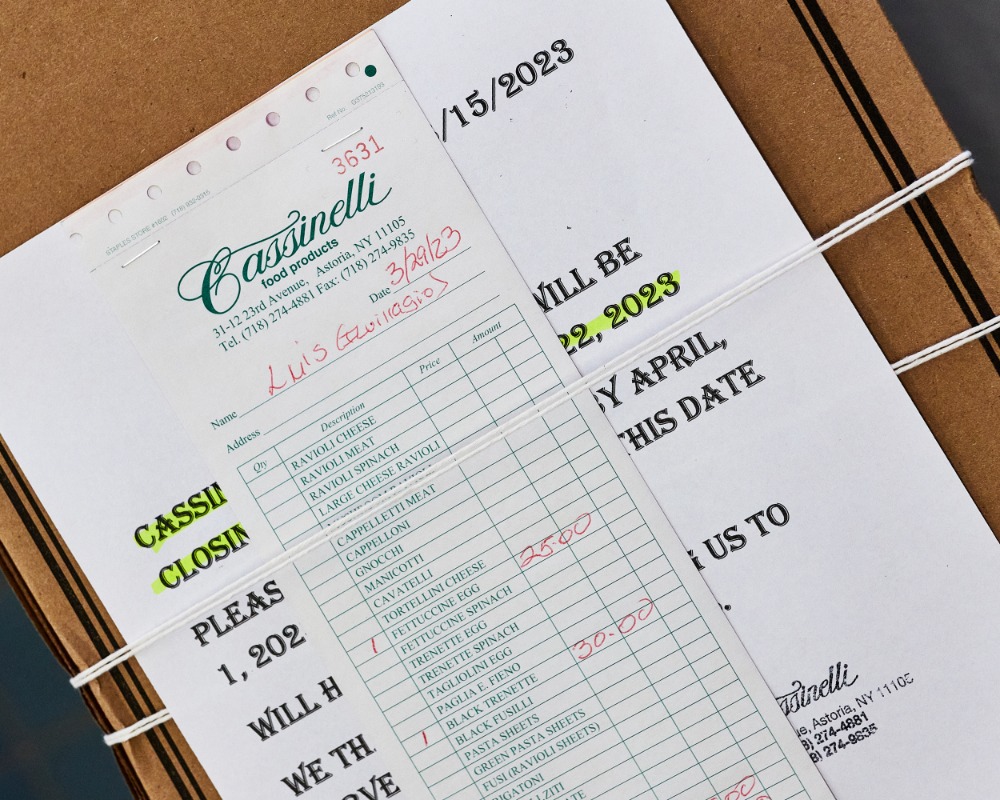 3631
Cassinelli
food products
31-12 23rd Avenue, Astoria, NY 11105
Tel. (718) 274-4881 Fax: (718) 274-9835
Date 3/29/23
Luis
Name
Address
Qty Description Price Amount
RAVIOLI CHEESE
RAVIOLI MEAT
RAVIOLI SPINACH
LARGE CHEESE RAVIOLI
CAPPELLETTI MEAT
CAPPELLONI
GNOCCHI
MANICOTTI
CAVATELLI
TORTELLINI CHEESE 25.00
1 FETTUCCINE EGG
FETTUCCINE SPINACH
TRENETTE EGG
TRENETTE SPINACH
TAGLIOLINI EGG 30.00
PAGLIA E. FIENO
BLACK TRENETTE
1 BLACK FUSILLI
PASTA SHEETS
GREEN PASTA SHEETS
FUSI (RAVIOLI SHEETS)
/15/2023
WILL BE
CASSIN
22, 2023
CLOSIN
BY APRIL,
PLEAS
THIS DATE
1, 202
WILL H
US TO
WE TH
Astoria, NY 11105
274-4881
274-9835